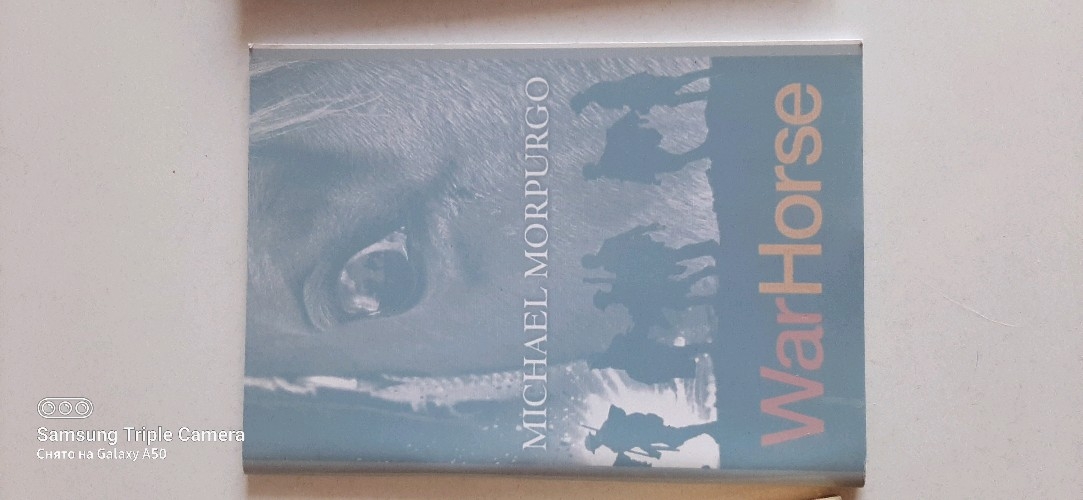 MICHAEL MORPURGO
WarHorse
Samsung Triple Camera
Снято на Galaxy A50